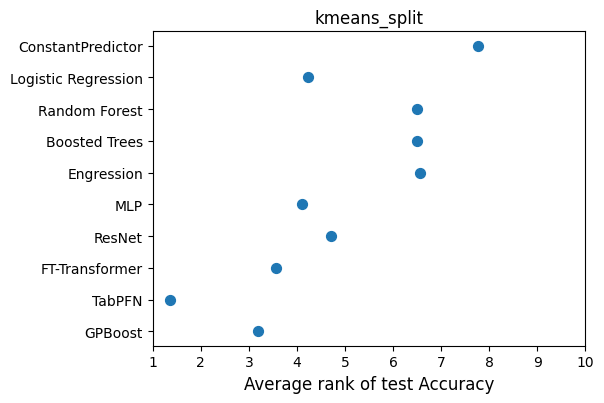 kmeans_split
ConstantPredictor
Logistic Regression
Random Forest
Boosted Trees
Engression
MLP
ResNet
FT-Transformer
TabPFN
GPBoost
1 2 3 4 5 6 7 8 9 10
Average rank of test Accuracy